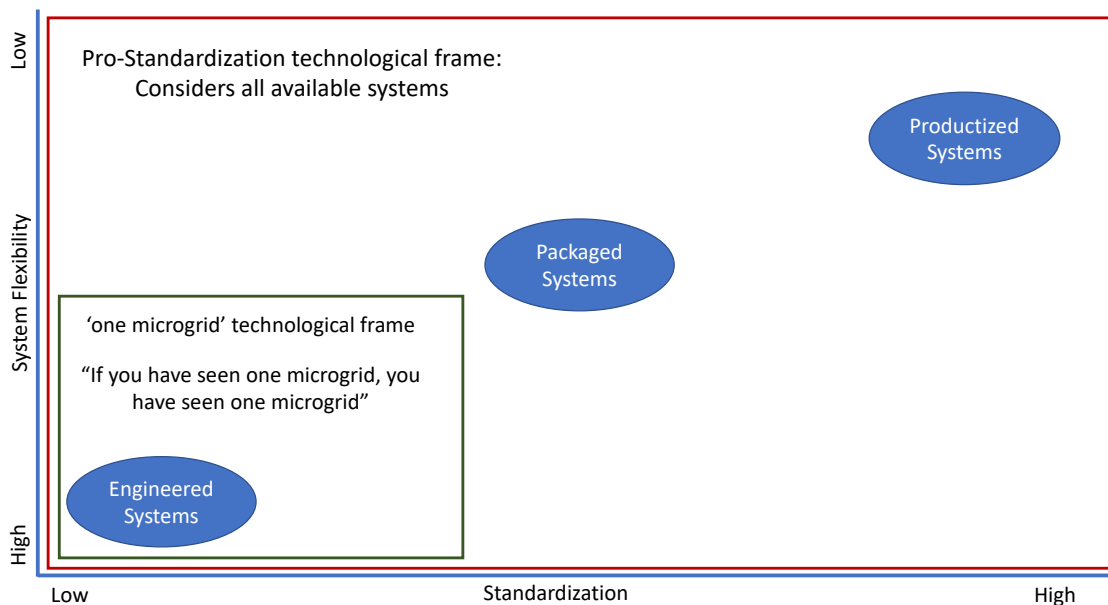 Low
Pro-Standardization technological frame:
Considers all available systems
Productized
Systems
System Flexibility
Packaged
Systems
‘one microgrid’ technological frame
“If you have seen one microgrid, you
have seen one microgrid”
Engineered
Systems
High
Low
Standardization
High